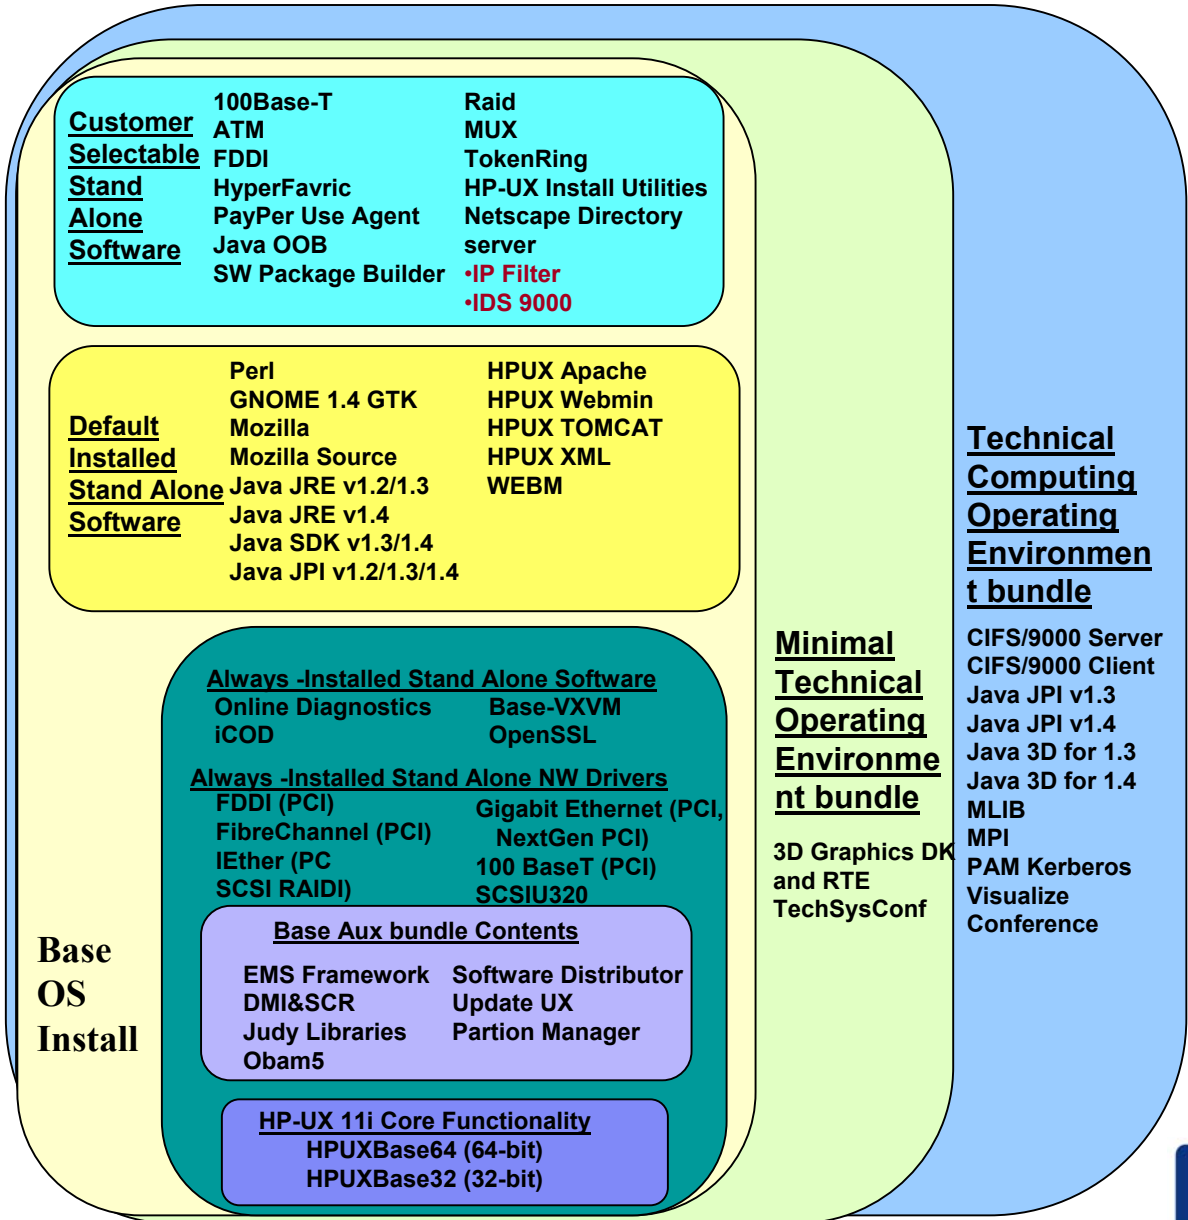 Customer
Selectable
Stand
Alone
Software
100Base-T
ATM
FDDI
HyperFavric
PayPer Use Agent
Java OOB
SW Package Builder
Raid
MUX
TokenRing
HP-UX Install Utilities
Netscape Directory
server
•IP Filter
•IDS 9000
Default
Installed
Stand Alone
Software
Perl
GNOME 1.4 GTK
Mozilla
Mozilla Source
Java JRE v1.2/1.3
Java JRE v1.4
Java SDK v1.3/1.4
Java JPI v1.2/1.3/1.4
HPUX Apache
HPUX Webmin
HPUX TOMCAT
HPUX XML
WEBM
Always -Installed Stand Alone Software
Online Diagnostics
iCOD
Base-VXVM
OpenSSL
Always -Installed Stand Alone NW Drivers
FDDI (PCI)
FibreChannel (PCI)
IEther (PC
SCSI RAIDI)
Gigabit Ethernet (PCI,
NextGen PCI)
100 BaseT (PCI)
SCSIU320
Base Aux bundle Contents
EMS Framework
DMI&SCR
Judy Libraries
Obam5
Software Distributor
Update UX
Partion Manager
HP-UX 11i Core Functionality
HPUXBase64 (64-bit)
HPUXBase32 (32-bit)
Base
OS
Install
Minimal
Technical
Operating
Environme
nt bundle
3D Graphics DK
and RTE
TechSysConf
Technical
Computing
Operating
Environmen
t bundle
CIFS/9000 Server
CIFS/9000 Client
Java JPI v1.3
Java JPI v1.4
Java 3D for 1.3
Java 3D for 1.4
MLIB
MPI
PAM Kerberos
Visualize
Conference